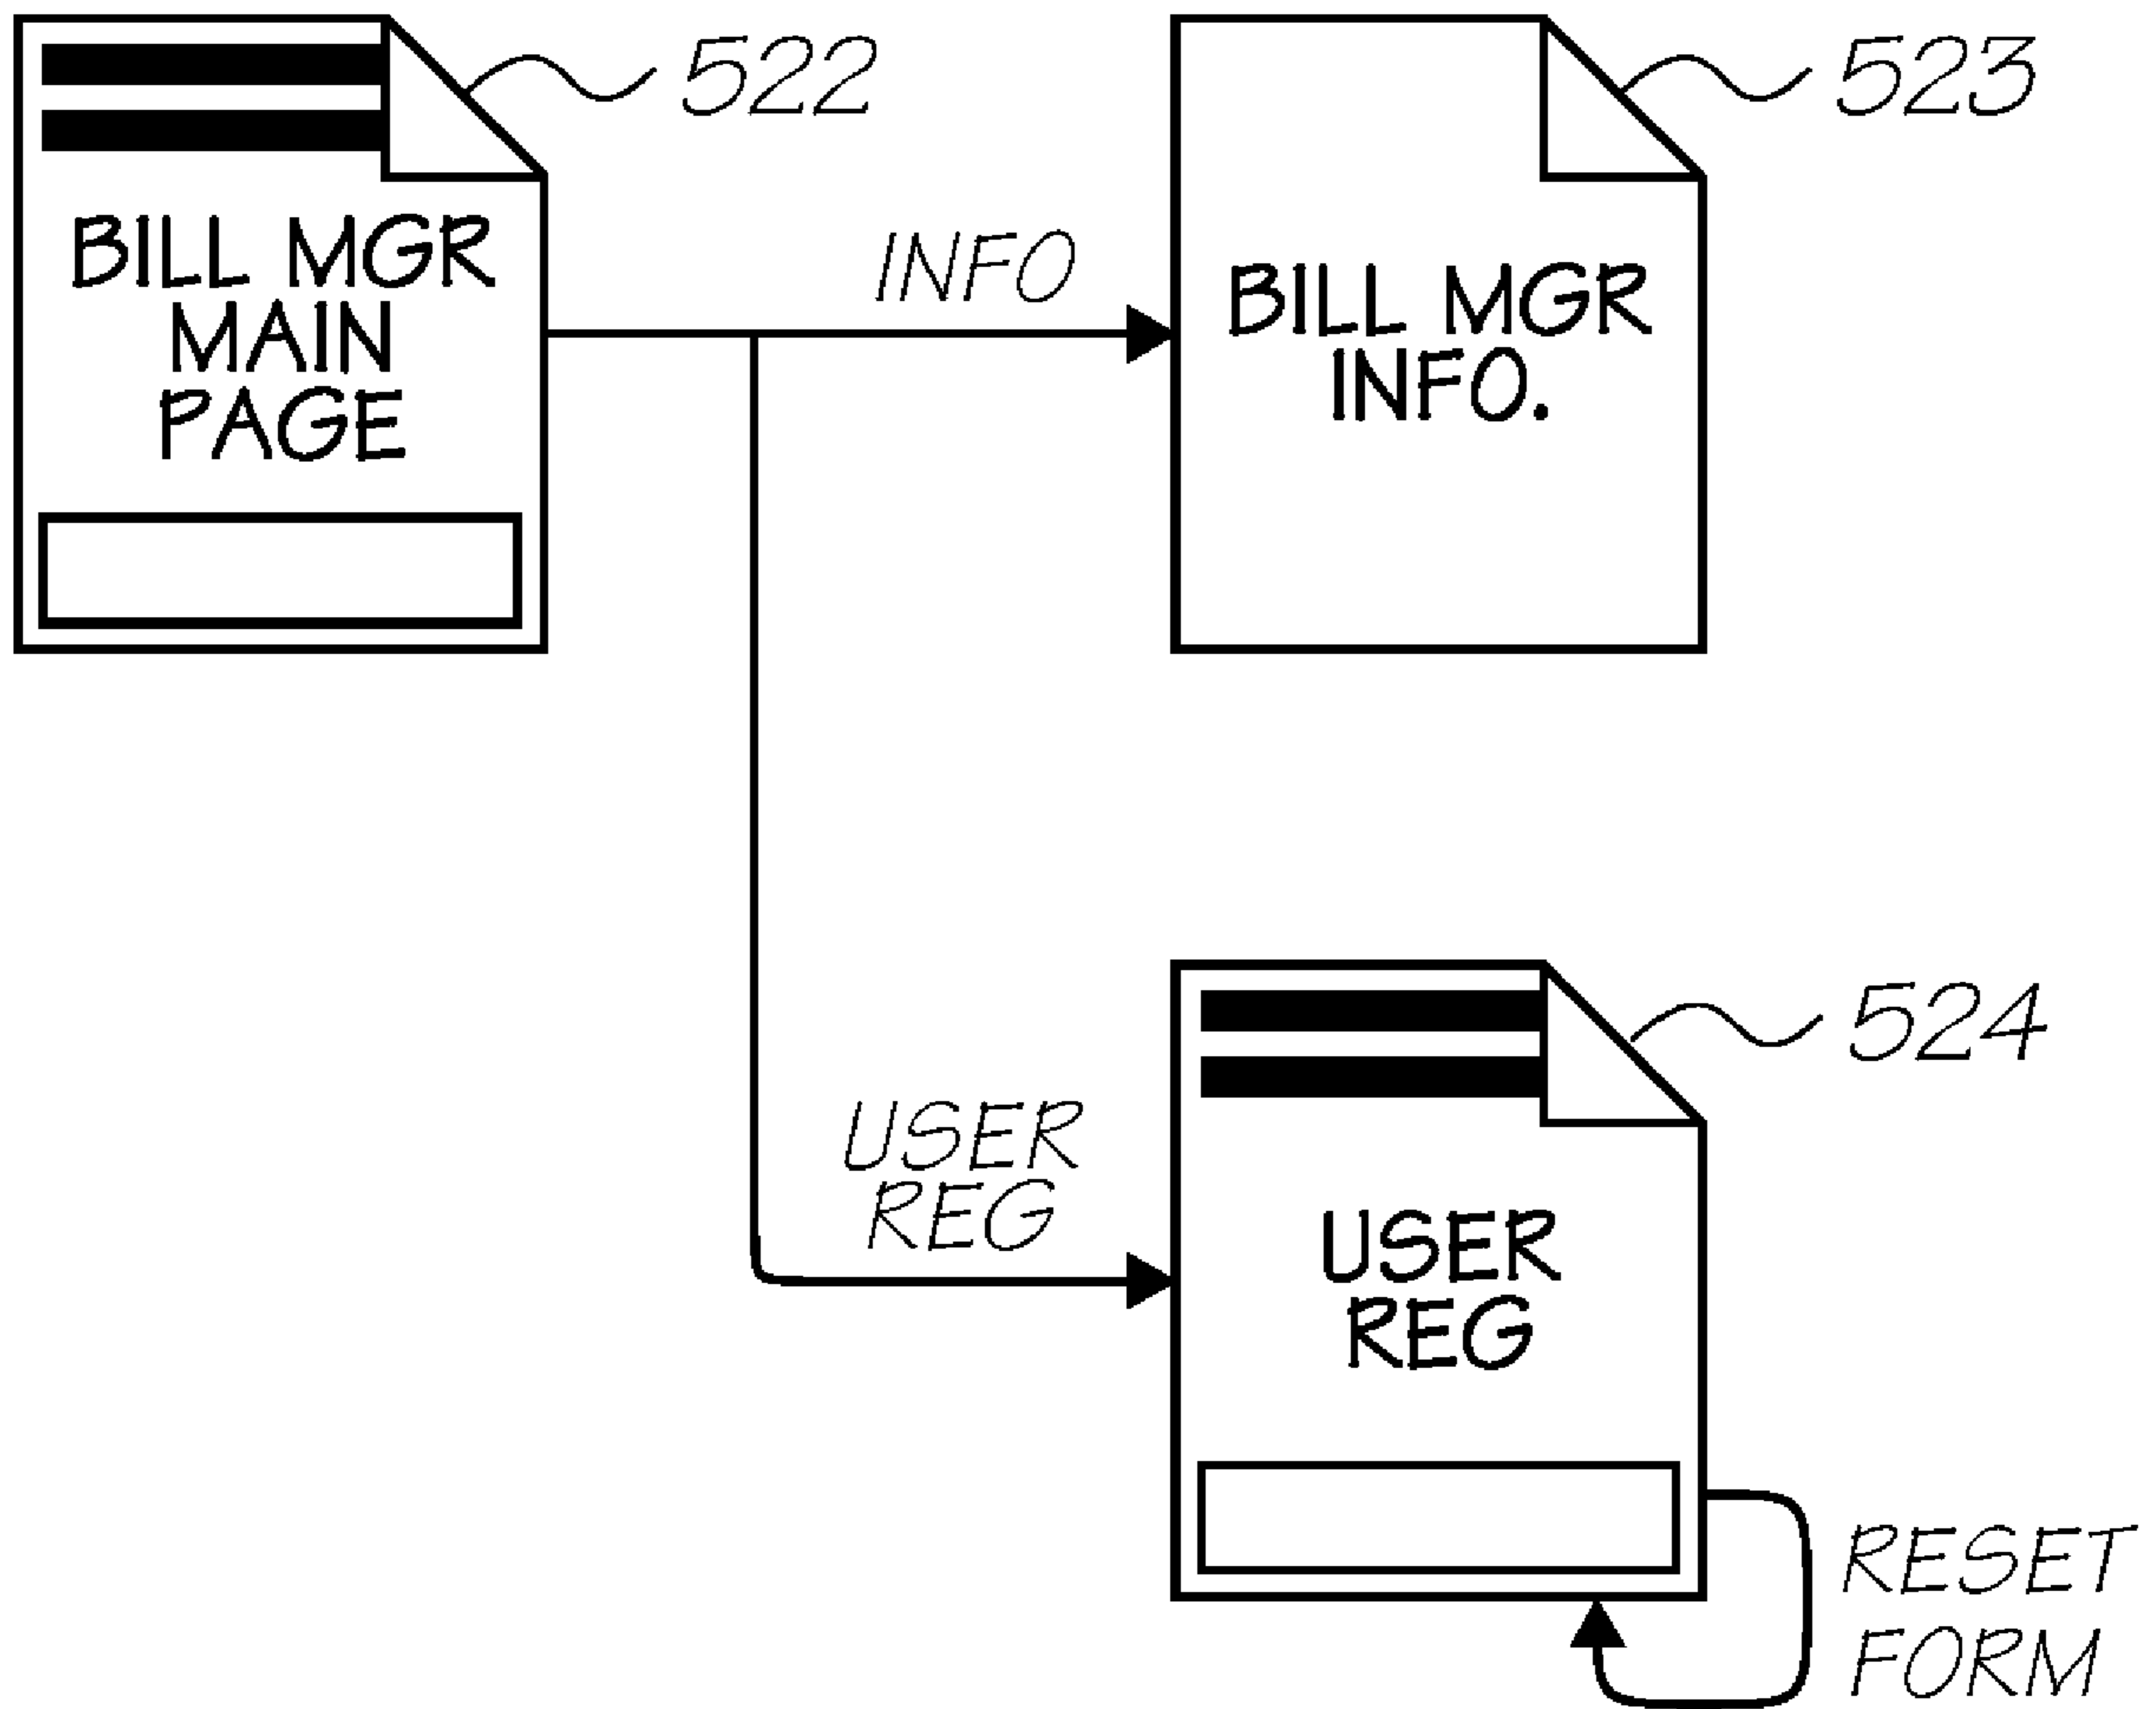 522
BILL MGR
MAIN
PAGE
INFO
523
BILL MGR
INFO.
USER
REG
524
USER
REG
RESET
FORM